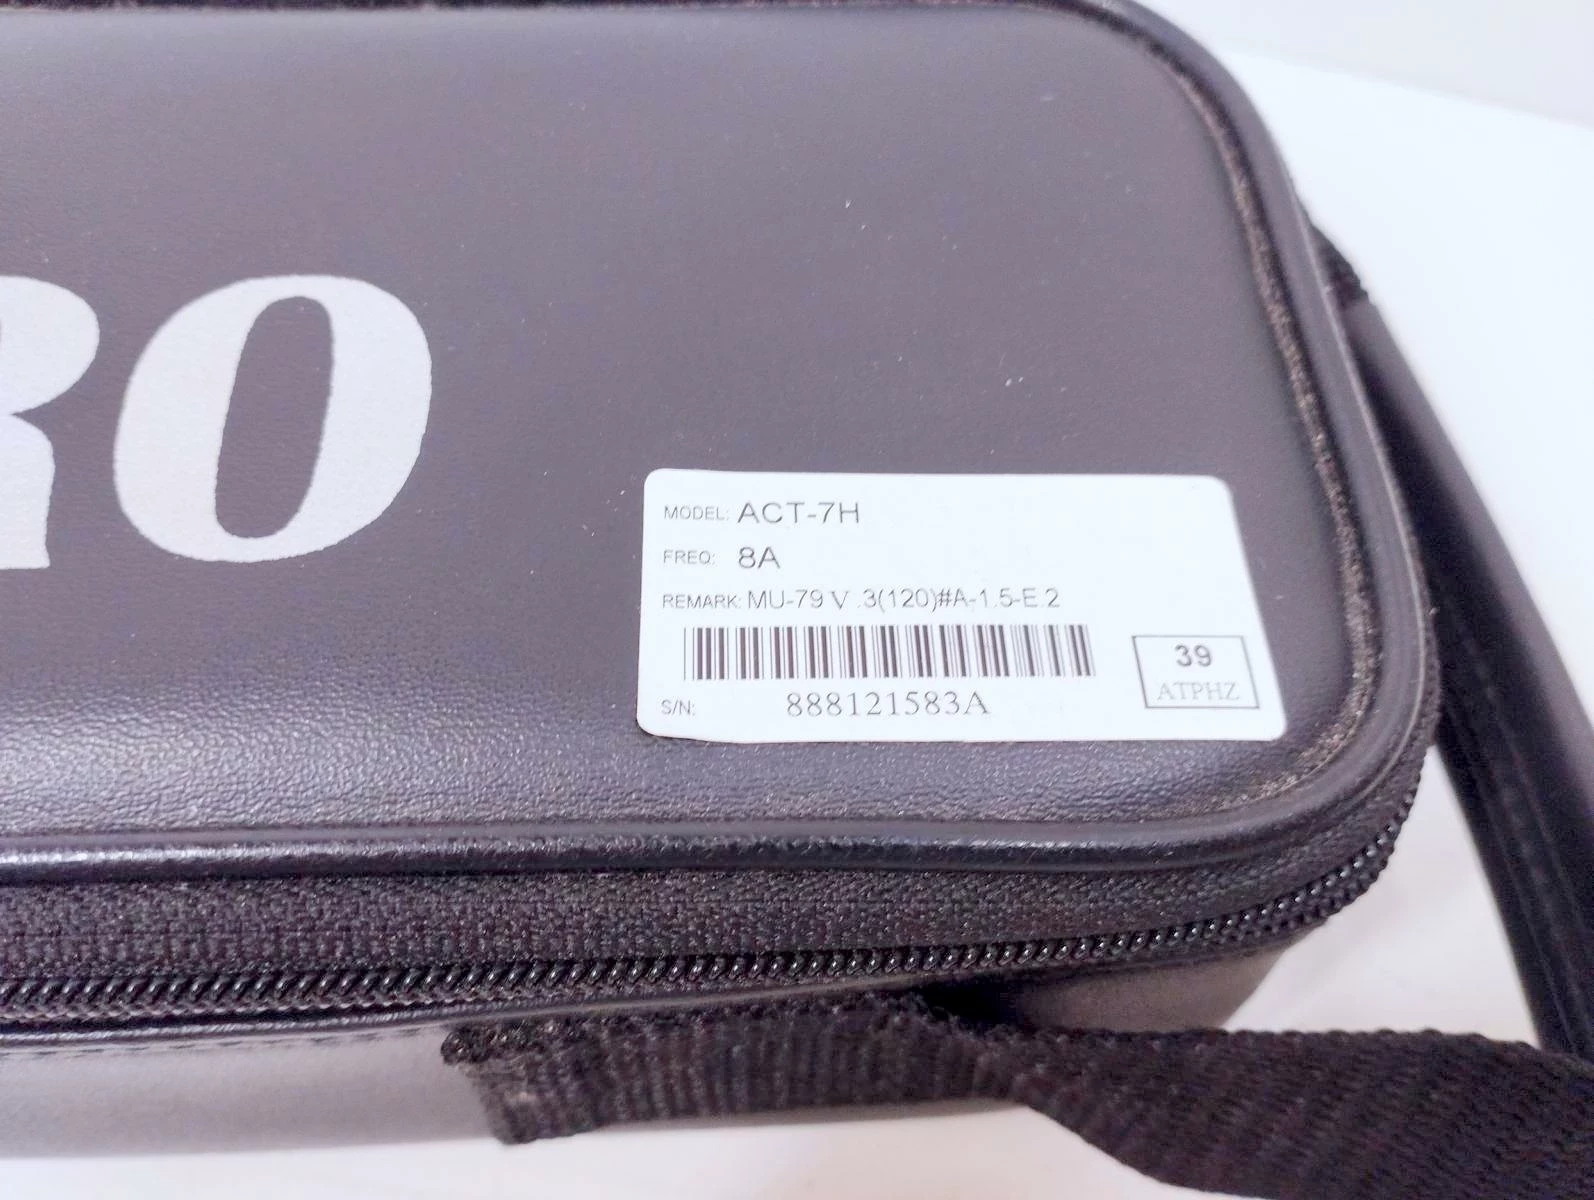 RO
MODEL: ACT-7H
FREQ: 8A
REMARK: MU-79 V .3(120)#A-1.5-E.2
39
ATPHZ
S/N: 888121583A